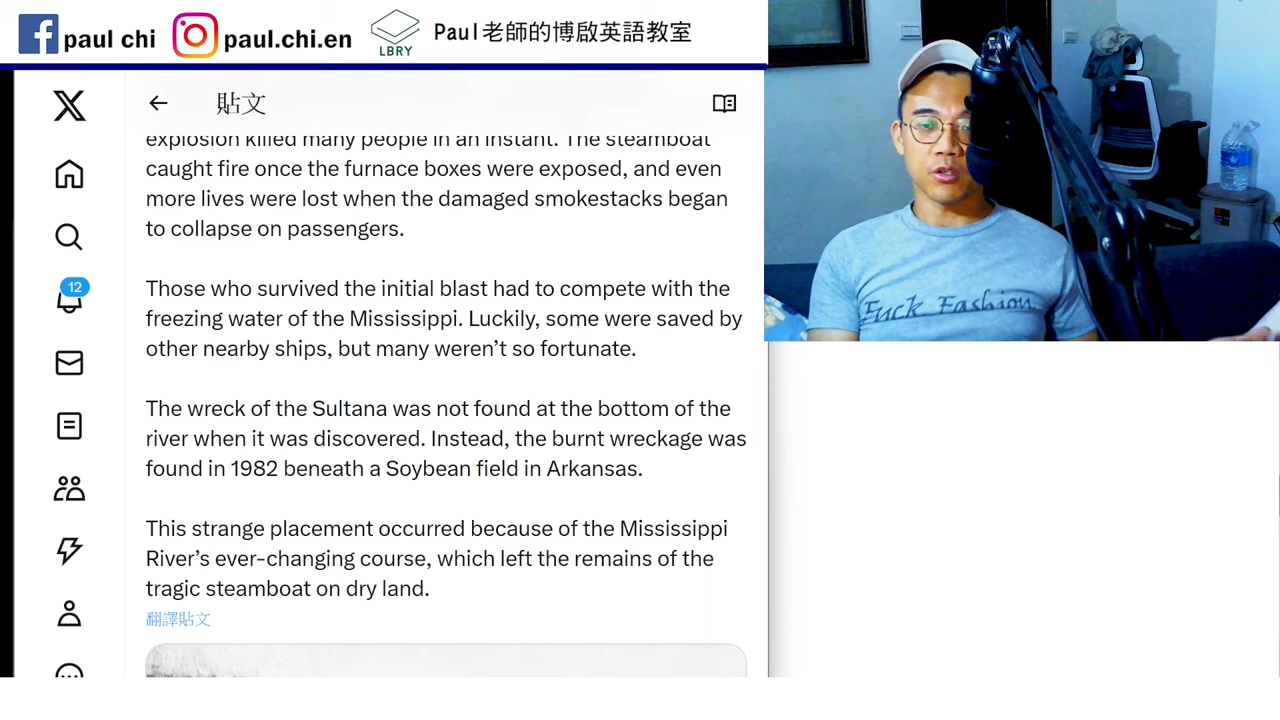 paul chi
paul.chi.en
LBRY
Paul老師的博啟英語教室
貼文
explosion killed many people in an instant. The steamboat
caught fire once the furnace boxes were exposed, and even
more lives were lost when the damaged smokestacks began
to collapse on passengers.
Those who survived the initial blast had to compete with the
freezing water of the Mississippi. Luckily, some were saved by
other nearby ships, but many weren’t so fortunate.
The wreck of the Sultana was not found at the bottom of the
river when it was discovered. Instead, the burnt wreckage was
found in 1982 beneath a Soybean field in Arkansas.
This strange placement occurred because of the Mississippi
River’s ever-changing course, which left the remains of the
tragic steamboat on dry land.
翻譯貼文
12
Fuck Fashion